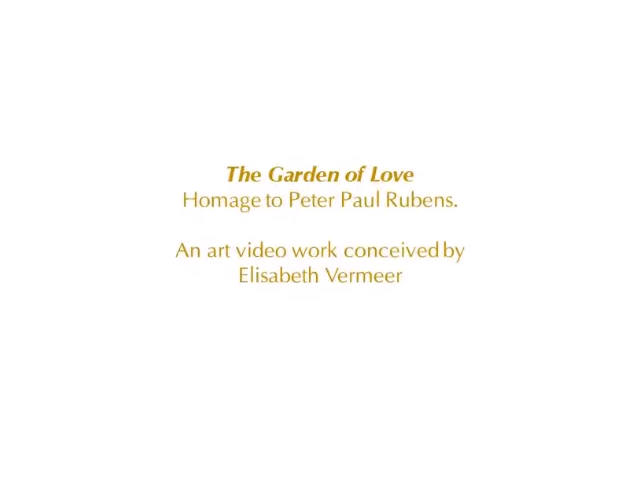 The Garden of Love
Homage to Peter Paul Rubens.
An art video work conceived by
Elisabeth Vermeer